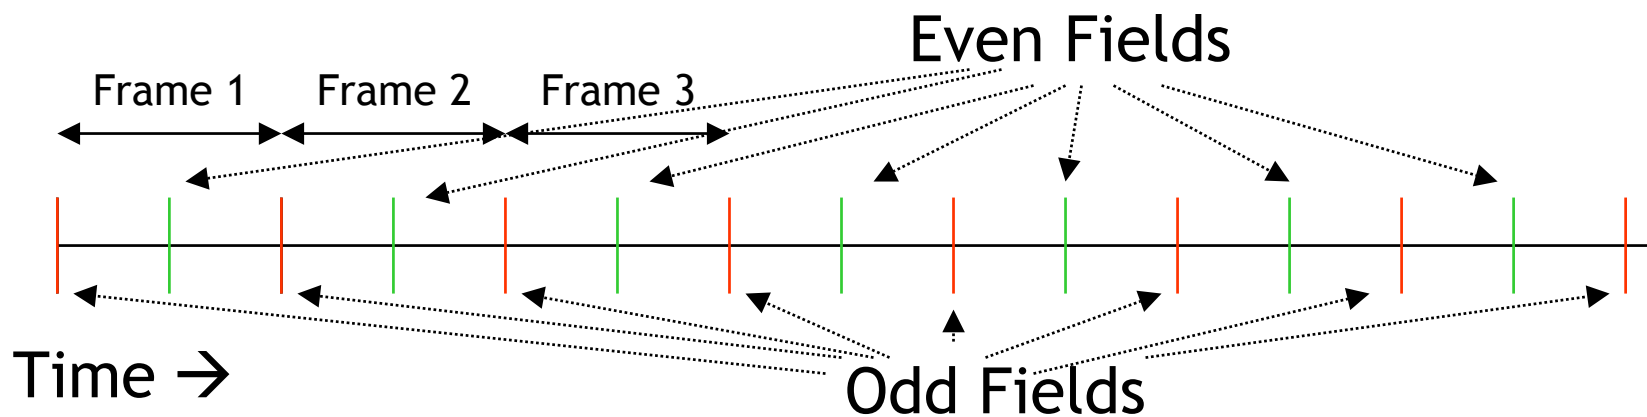 Even Fields
Frame 1 Frame 2 Frame 3
Time →
Odd Fields